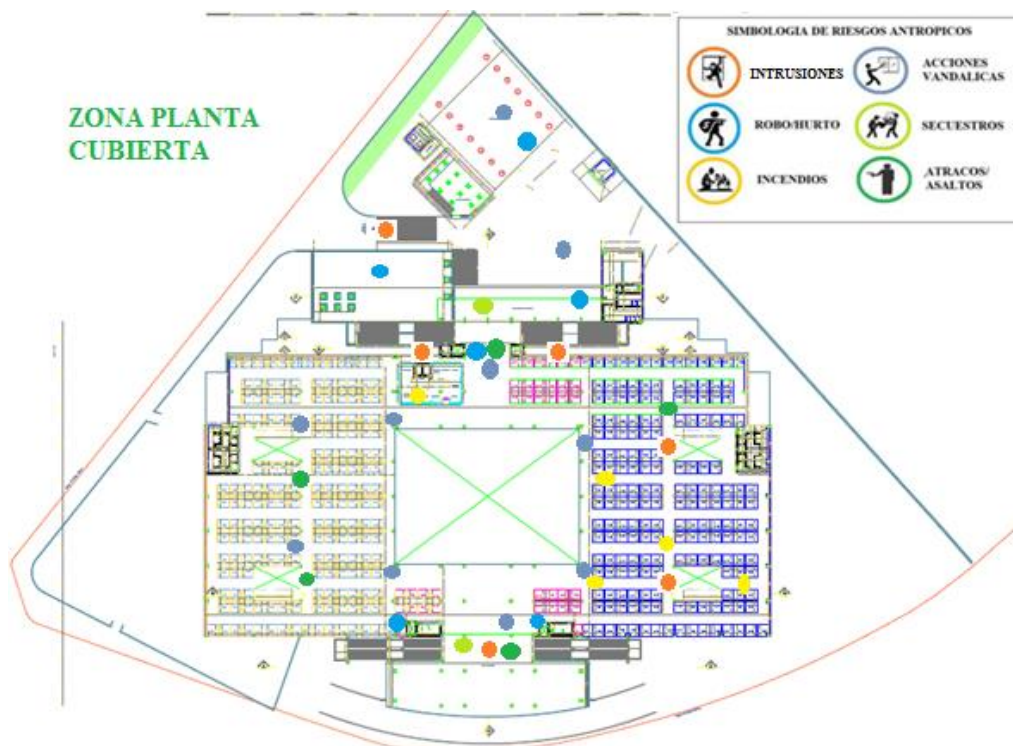 ZONA PLANTA
CUBIERTA
SIMBOLOGIA DE RIESGOS ANTROPICOS
INTRUSIONES
ACCIONES
VANDALICAS
ROBO/HURTO
SECUESTROS
INCENDIOS
ATRACOS/
ASALTOS